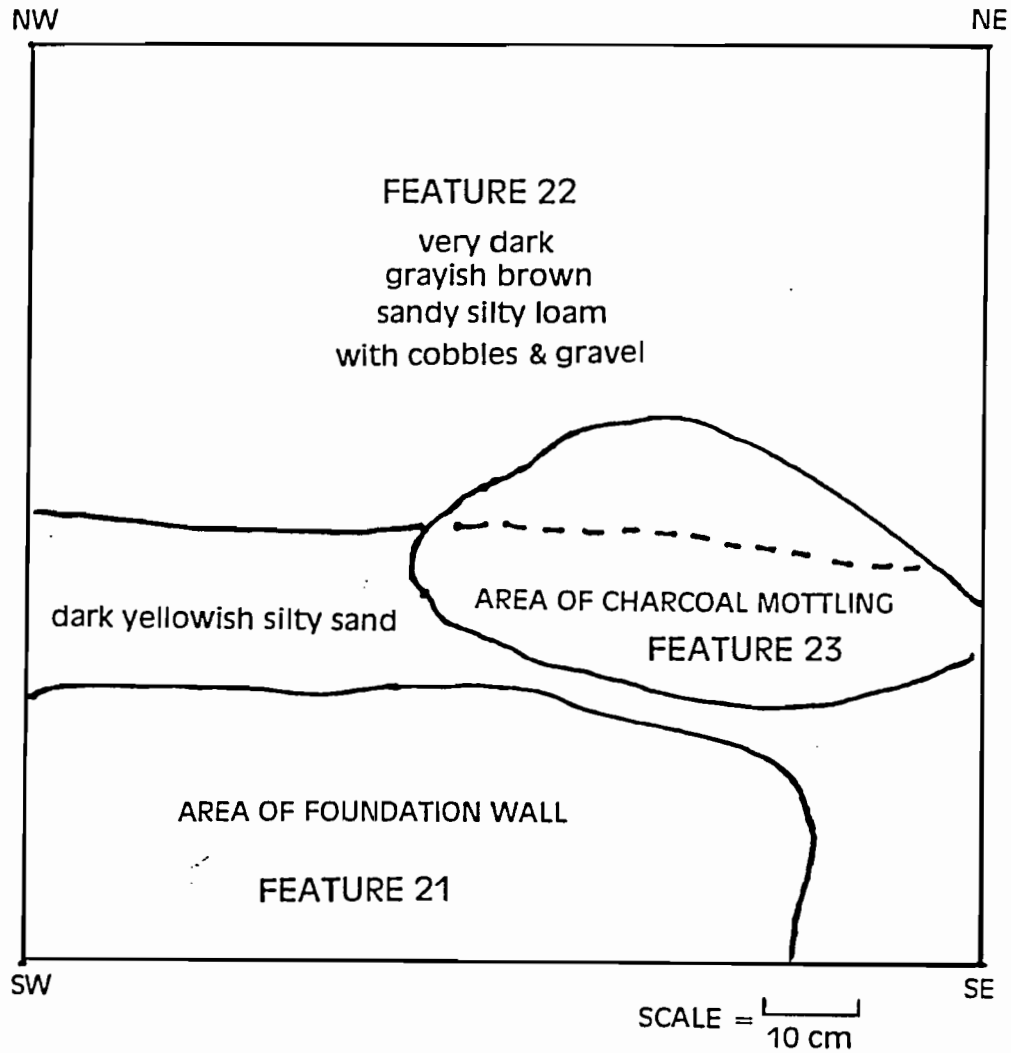 NW
NE
FEATURE 22
very dark
grayish brown
sandy silty loam
with cobbles & gravel
dark yellowish silty sand
AREA OF CHARCOAL MOTTLING
FEATURE 23
AREA OF FOUNDATION WALL
FEATURE 21
SW
SE
SCALE =
10 cm